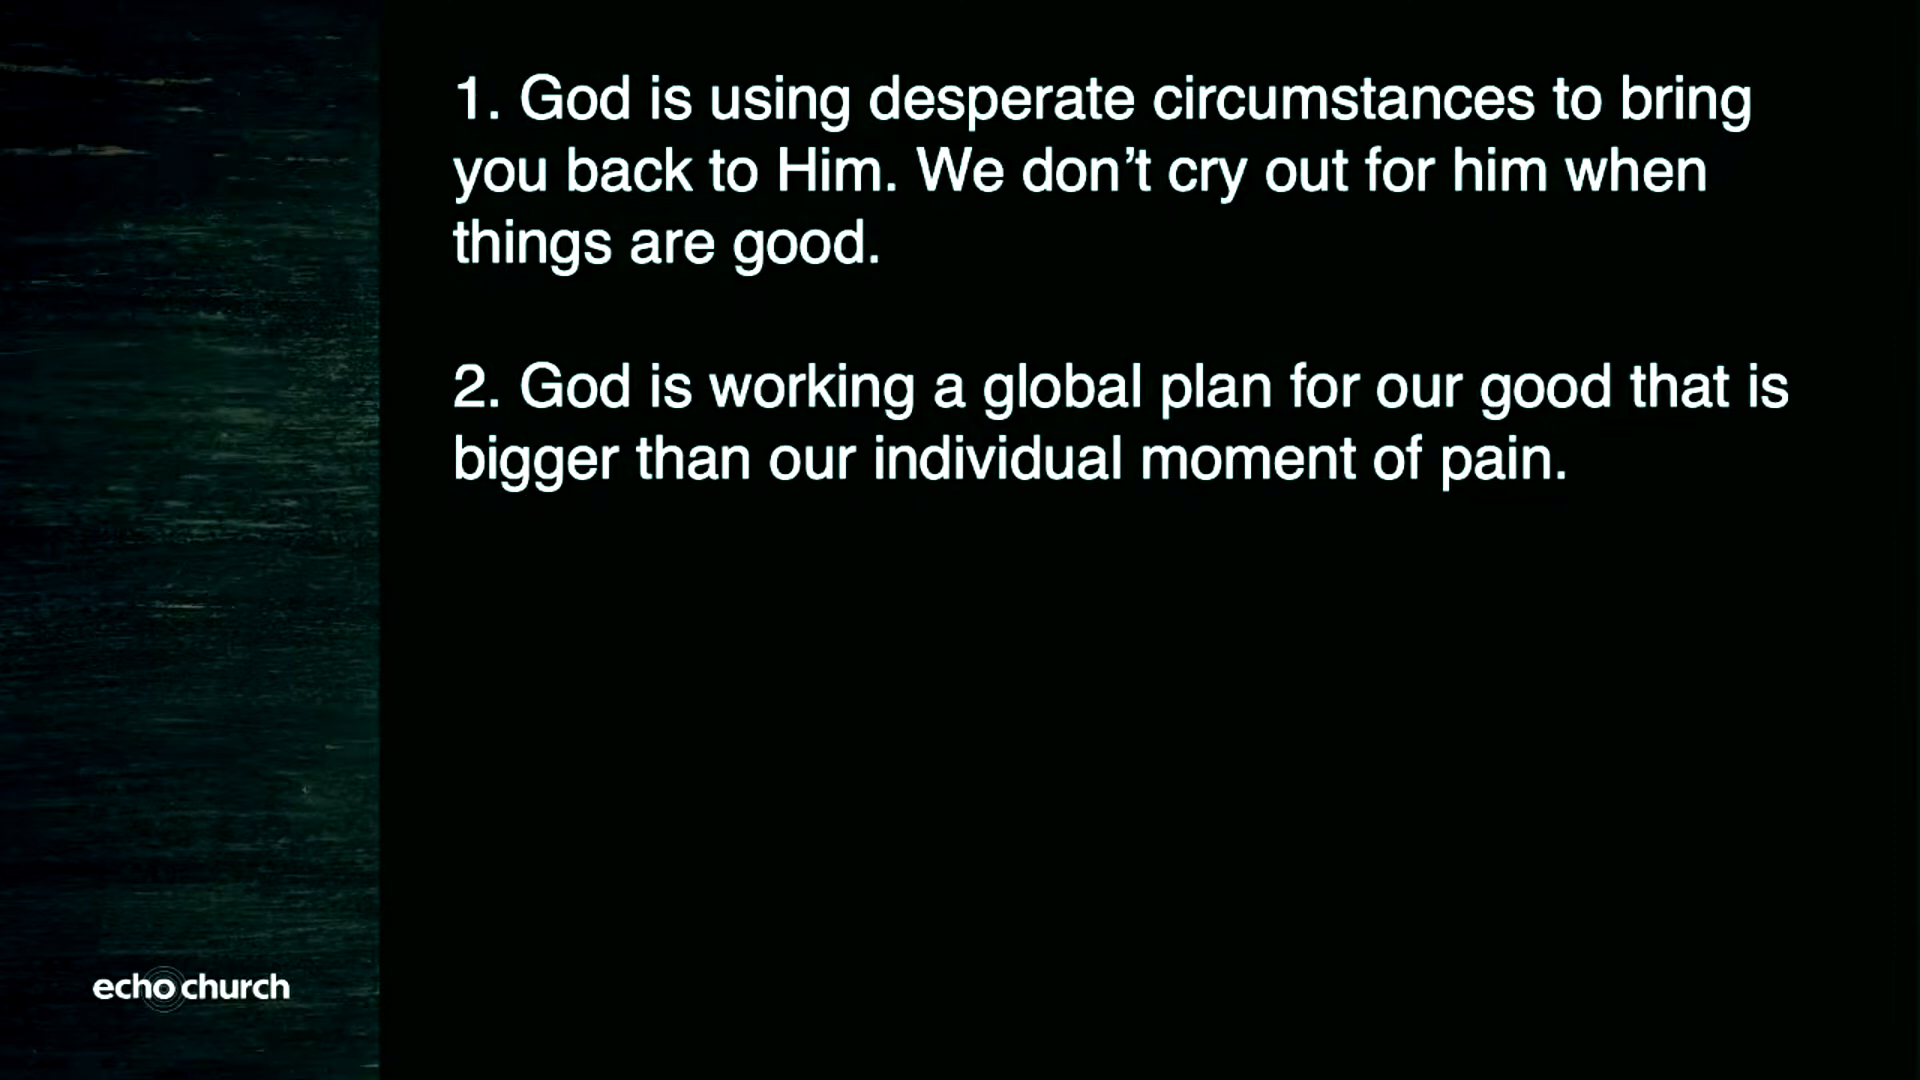 1. God is using desperate circumstances to bring
you back to Him. We don’t cry out for him when
things are good.
2. God is working a global plan for our good that is
bigger than our individual moment of pain.
echo church